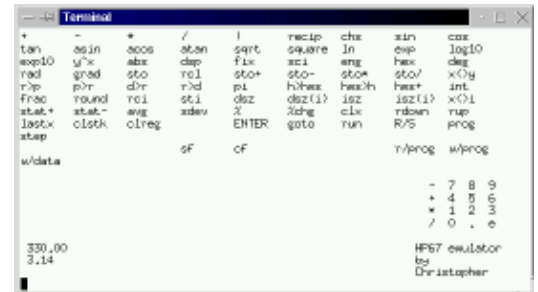 Terminal
+ - * / ! recip chs sin cos
tan asin acos atan sqrt square ln exp log10
exp10 y^x abs dsp fix sci eng hex deg
rad grad sto rcl sto+ sto- sto* sto/ x<>y
r>p p>r d>r r>d pi h>hms hms>h hms+ int
frac round rci sti dsz dsz(i) isz isz(i) x<>i
stat+ stat- avg sdev % %chg clx rdown rup
lastx clstk clreg ENTER goto run R/S prog
step
sf cf r/prog w/prog
w/data
- 7 8 9
+ 4 5 6
* 1 2 3
/ 0 . e
330.00 HP67 emulator
3.14 by
Christopher